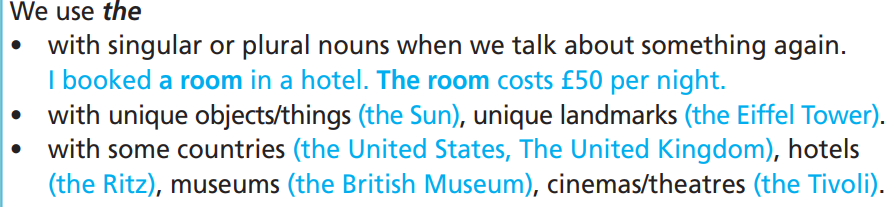 We use the
• with singular or plural nouns when we talk about something again.
I booked a room in a hotel. The room costs £50 per night.
• with unique objects/things (the Sun), unique landmarks (the Eiffel Tower).
• with some countries (the United States, The United Kingdom), hotels
(the Ritz), museums (the British Museum), cinemas/theatres (the Tivoli).